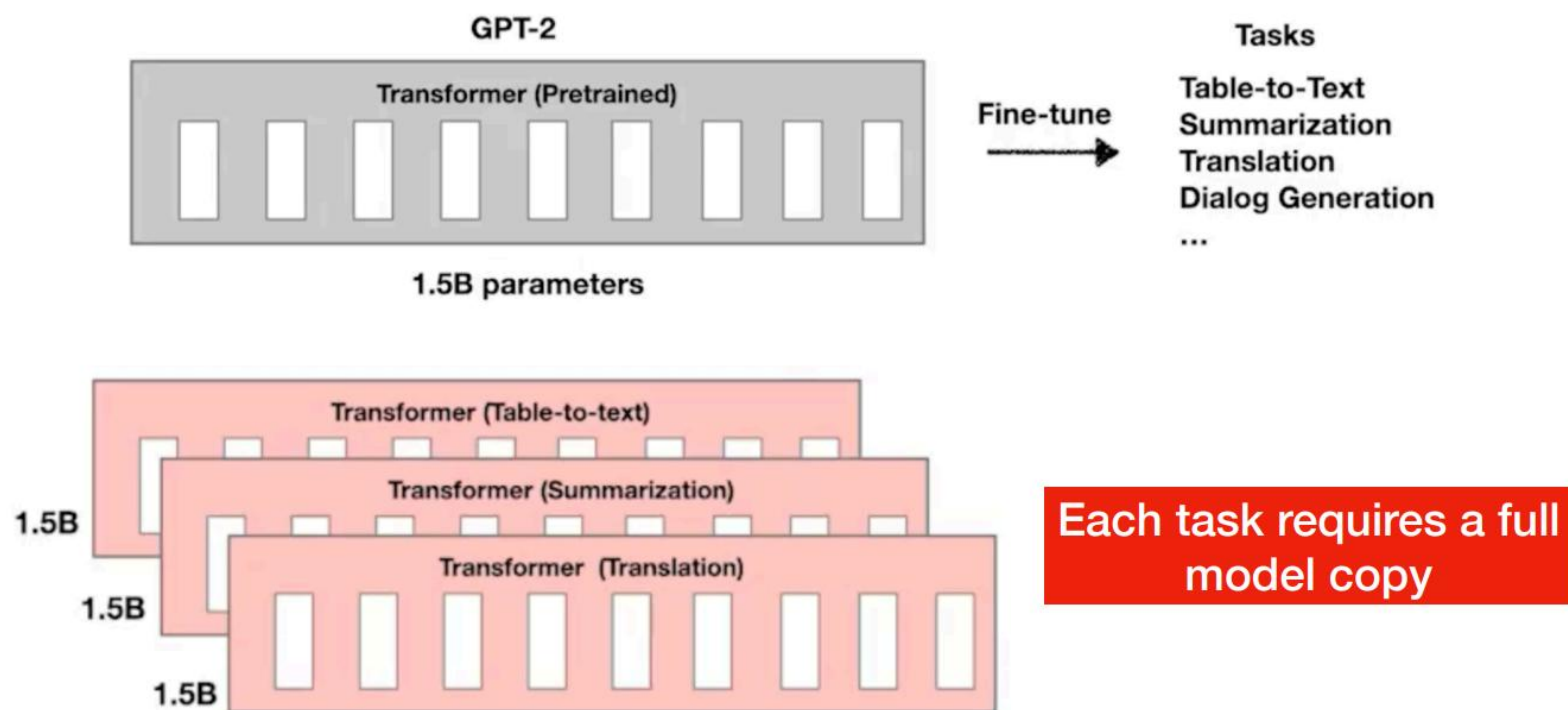 GPT-2
Transformer (Pretrained)
1.5B parameters
Fine-tune
Tasks
Table-to-Text
Summarization
Translation
Dialog Generation
...
Transformer (Table-to-text)
1.5B
Transformer (Summarization)
1.5B
Transformer (Translation)
1.5B
Each task requires a full
model copy